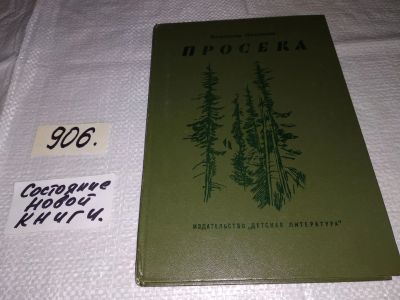 ПРОСЕКА
ИЗДАТЕЛЬСТВО „ДЕТСКАЯ ЛИТЕРАТУРА"
906.
Состояние
новой
книги.